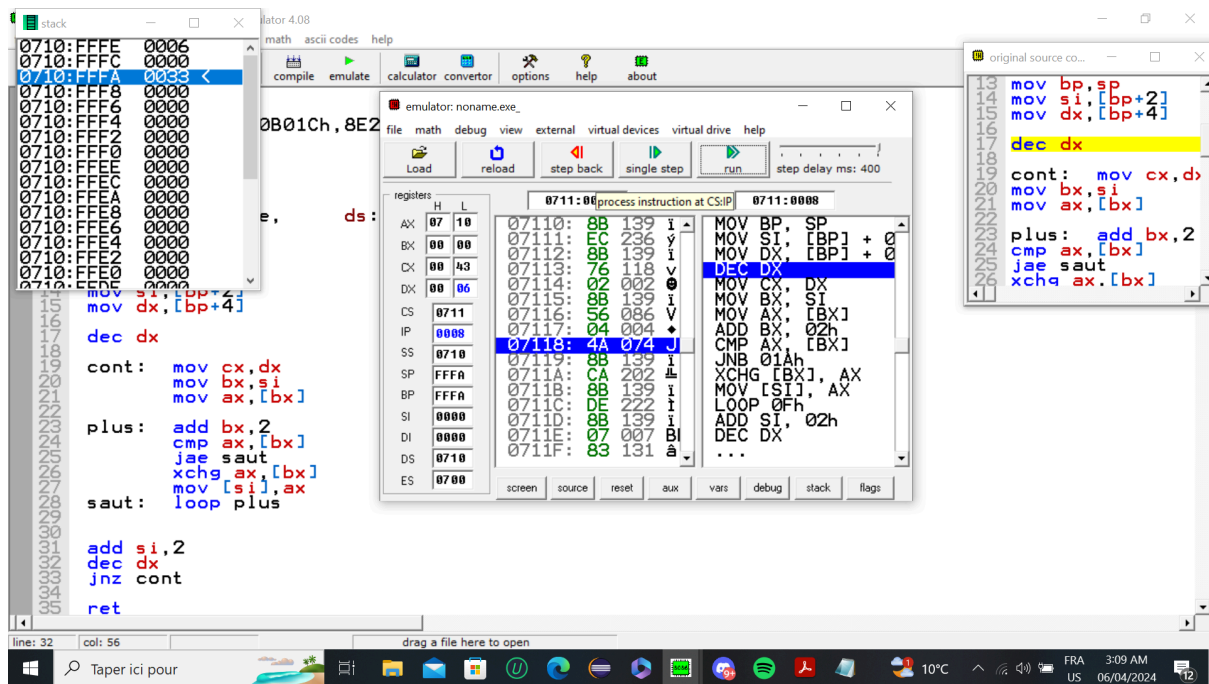 stack
0710:FFFE 0006
0710:FFFC 0000
0710:FFFA 0033 <
0710:FFF8 0000
0710:FFF6 0000
0710:FFF4 0000
0710:FFF2 0000
0710:FFF0 0000
0710:FFEE 0000
0710:FFEC 0000
0710:FFEA 0000
0710:FFE8 0000
0710:FFE6 0000
0710:FFE4 0000
0710:FFE2 0000
0710:FFE0 0000
0710:FFDE 0000
ulator 4.08
math ascii codes help
compile emulate calculator convertor options help about
0B01Ch,8E2
e, ds:
14 mov si,[bp+2]
15 mov dx,[bp+4]
16
17 dec dx
18
19 cont: mov cx,dx
20 mov bx,si
21 mov ax,[bx]
22
23 plus: add bx,2
24 cmp ax,[bx]
25 jae saut
26 xchg ax,[bx]
27 mov [si],ax
28 saut: loop plus
29
30
31 add si,2
32 dec dx
33 jnz cont
34
35 ret
emulator: noname.exe_
file math debug view external virtual devices virtual drive help
Load reload step back single step run step delay ms: 400
registers
H L
0711:00 process instruction at CS:IP 0711:0008
AX 07 10
BX 00 00
CX 00 43
DX 00 06
CS 0711
IP 0008
SS 0710
SP FFFA
BP FFFA
SI 0000
DI 0000
DS 0710
ES 0700
07110: 8B 139 ï
07111: EC 236 ý
07112: 8B 139 ï
07113: 76 118 v
07114: 02 002 ☻
07115: 8B 139 ï
07116: 56 086 V
07117: 04 004 ♦
07118: 4A 074 J
07119: 8B 139 ï
0711A: CA 202 ╩
0711B: 8B 139 ï
0711C: DE 222 Ì
0711D: 8B 139 ï
0711E: 07 007 BE
0711F: 83 131 â
MOV BP, SP
MOV SI, [BP] + 0
MOV DX, [BP] + 0
DEC DX
MOV CX, DX
MOV BX, SI
MOV AX, [BX]
ADD BX, 02h
CMP AX, [BX]
JNB 01Ah
XCHG [BX], AX
MOV [SI], AX
LOOP 0Fh
ADD SI, 02h
DEC DX
...
screen source reset aux vars debug stack flags
original source co...
13 mov bp,sp
14 mov si,[bp+2]
15 mov dx,[bp+4]
16
17 dec dx
18
19 cont: mov cx,dx
20 mov bx,si
21 mov ax,[bx]
22
23 plus: add bx,2
24 cmp ax,[bx]
25 jae saut
26 xchg ax,[bx]
line: 32 col: 56 drag a file here to open
Taper ici pour
10°C
FRA
US
3:09 AM
06/04/2024
12